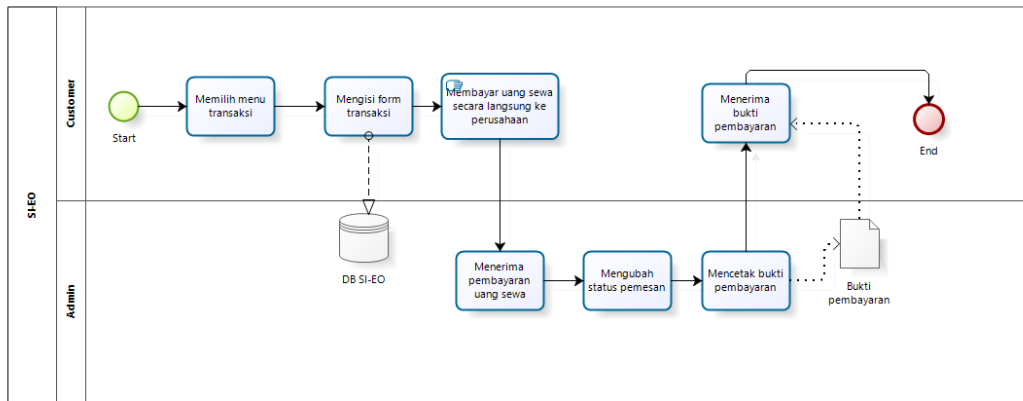 SI-EO
Customer
Start
Memilih menu
transaksi
Mengisi form
transaksi
Membayar uang sewa
secara langsung ke
perusahaan
Menerima
bukti
pembayaran
End
Admin
DB SI-EO
Menerima
pembayaran
uang sewa
Mengubah
status pemesan
Mencetak bukti
pembayaran
Bukti
pembayaran